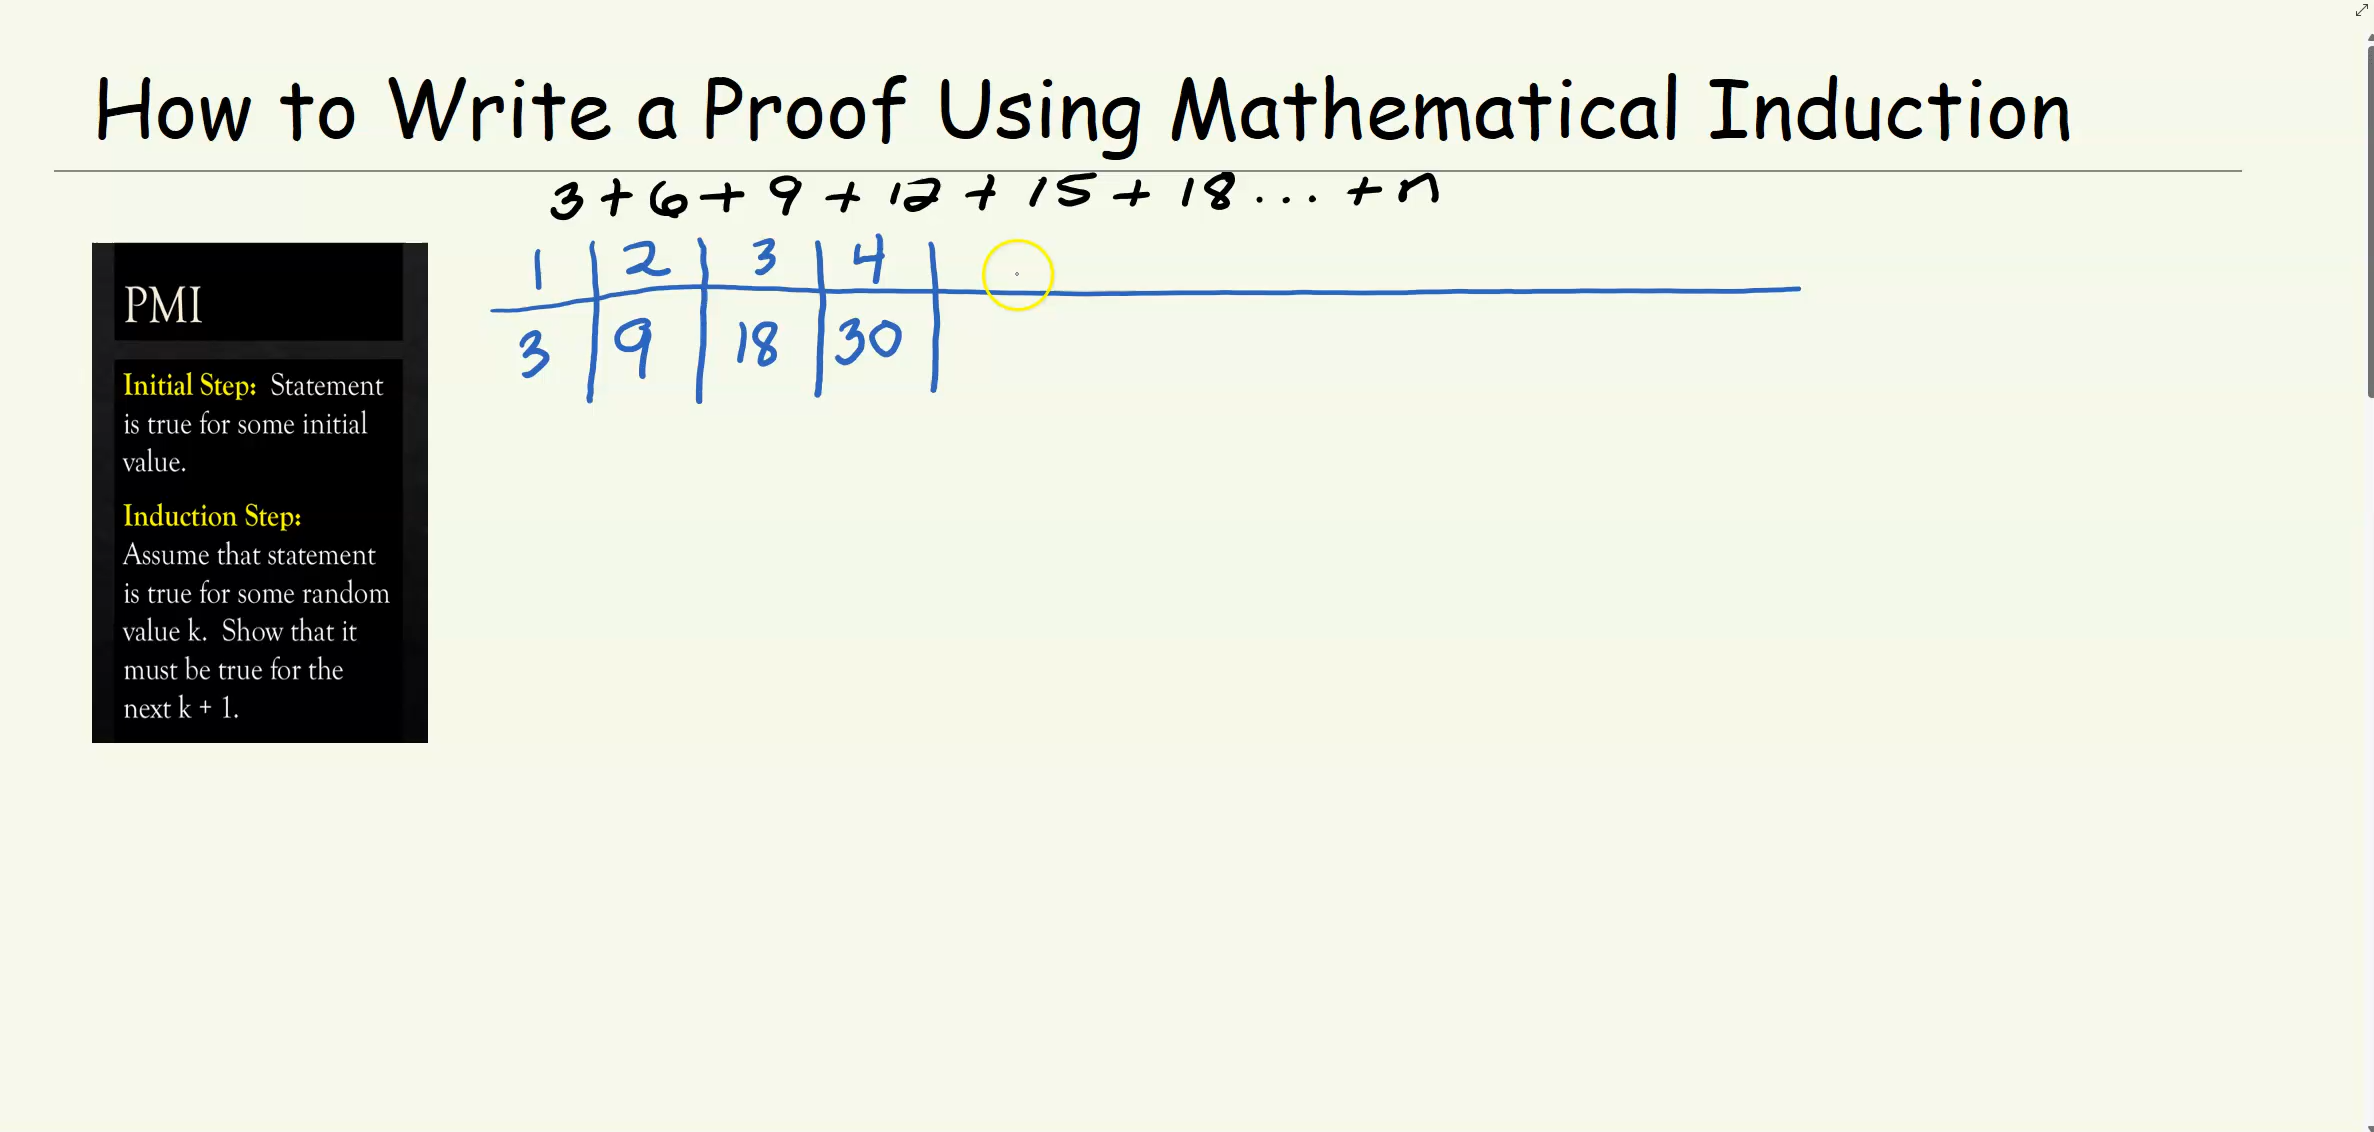 How to Write a Proof Using Mathematical Induction
3 + 6 + 9 + 12 + 15 + 18 ... + n
1 2 3 4
3 9 18 30
PMI
Initial Step: Statement
is true for some initial
value.
Induction Step:
Assume that statement
is true for some random
value k. Show that it
must be true for the
next k + 1.